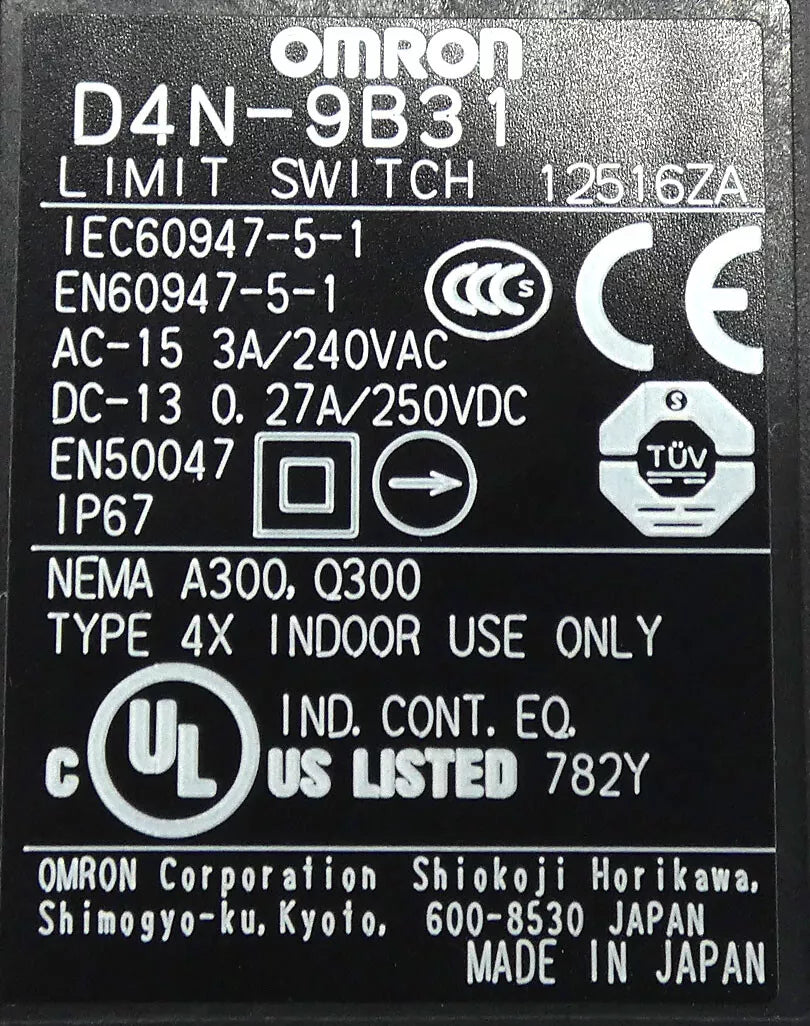 OMRON
D4N-9B31
LIMIT SWITCH 12516ZA
IEC60947-5-1
EN60947-5-1
CCC S
CE
AC-15 3A/240VAC
DC-13 0.27A/250VDC
EN50047
IP67
S
TÜV
NEMA A300, Q300
TYPE 4X INDOOR USE ONLY
IND. CONT. EQ.
C UL US LISTED 782Y
OMRON Corporation Shiokoji Horikawa,
Shimogyo-ku, Kyoto, 600-8530 JAPAN
MADE IN JAPAN